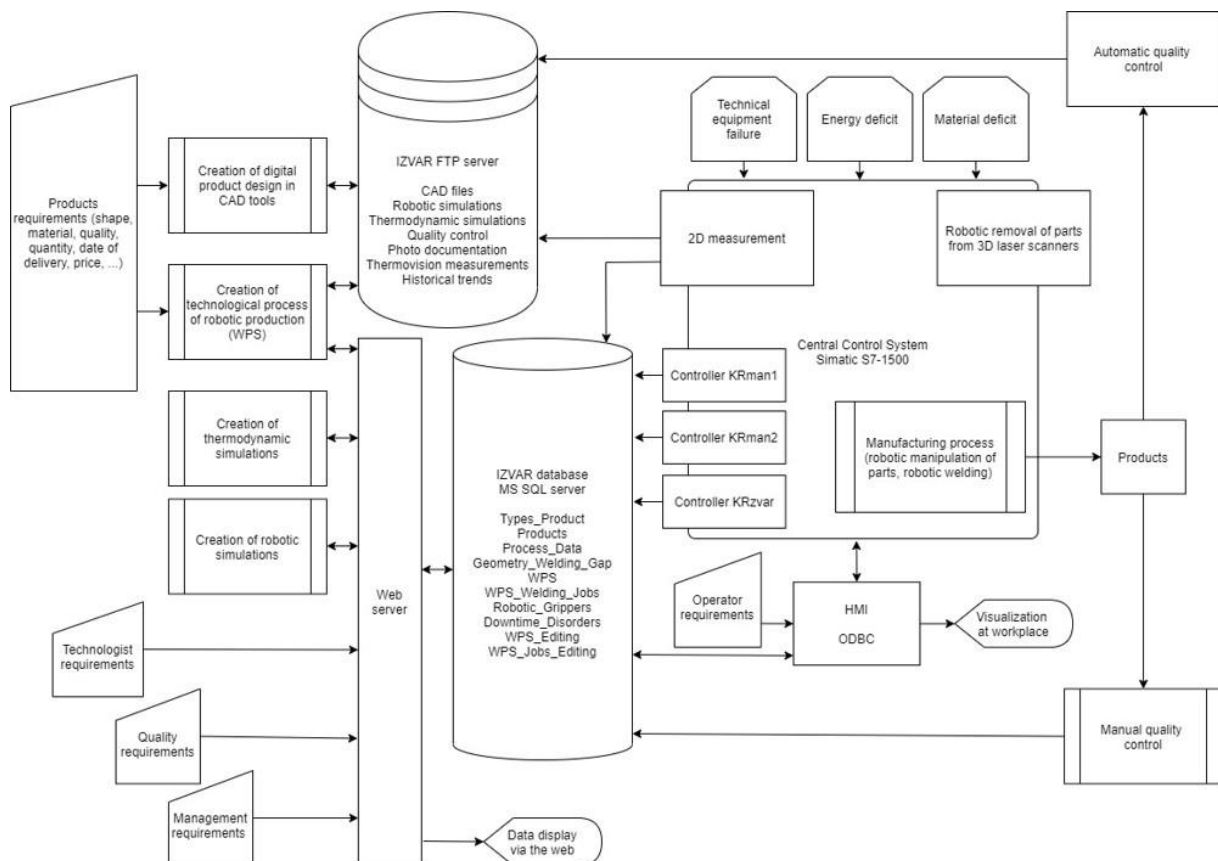 Automatic quality
control
Technical
equipment
failure
Energy deficit
Material deficit
Products
requirements (shape,
material, quality,
quantity, date of
delivery, price, ...)
Creation of digital
product design in
CAD tools
IZVAR FTP server
CAD files
Robotic simulations
Thermodynamic simulations
Quality control
Photo documentation
Thermovision measurements
Historical trends
2D measurement
Robotic removal of parts
from 3D laser scanners
Creation of
technological process
of robotic production
(WPS)
Central Control System
Simatic S7-1500
Controller KRman1
Controller KRman2
Controller KRzvar
Manufacturing process
(robotic manipulation of
parts, robotic welding)
Products
Creation of
thermodynamic
simulations
Creation of robotic
simulations
IZVAR database
MS SQL server
Types_Product
Products
Process_Data
Geometry_Welding_Gap
WPS
WPS_Welding_Jobs
Robotic_Grippers
Downtime_Disorders
WPS_Editing
WPS_Jobs_Editing
Web
server
Operator
requirements
HMI
ODBC
Visualization
at workplace
Technologist
requirements
Quality
requirements
Manual quality
control
Management
requirements
Data display
via the web